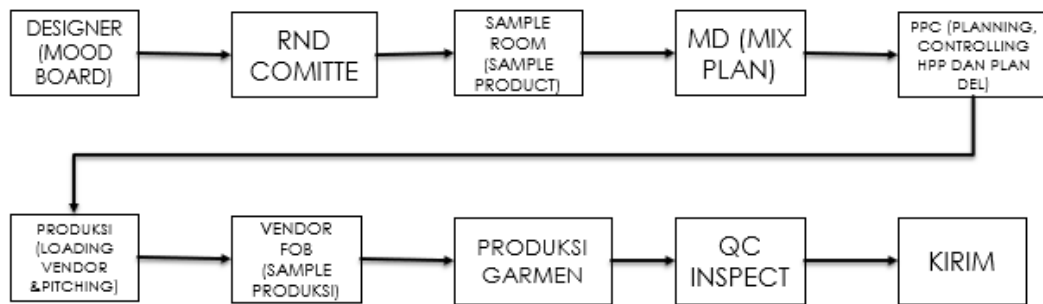 DESIGNER
(MOOD
BOARD)
RND
COMITTE
SAMPLE
ROOM
(SAMPLE
PRODUCT)
MD (MIX
PLAN)
PPC (PLANNING,
CONTROLLING
HPP DAN PLAN
DEL)
PRODUKSI
(LOADING
VENDOR
&PITCHING)
VENDOR
FOB
(SAMPLE
PRODUKSI)
PRODUKSI
GARMEN
QC
INSPECT
KIRIM